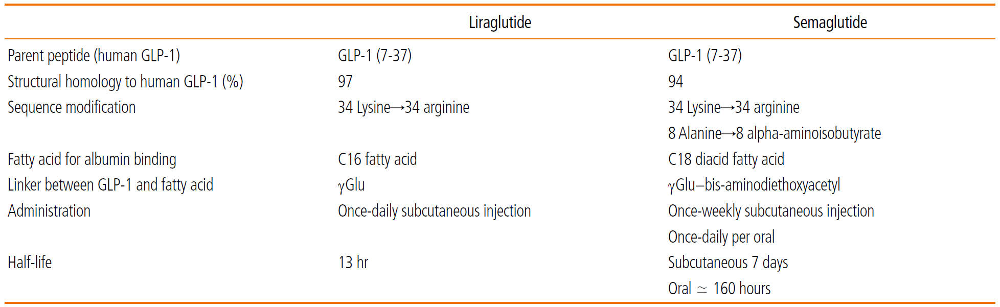 Liraglutide Semaglutide
Parent peptide (human GLP-1) GLP-1 (7-37) GLP-1 (7-37)
Structural homology to human GLP-1 (%) 97 94
Sequence modification 34 Lysine→34 arginine 34 Lysine→34 arginine
8 Alanine→8 alpha-aminoisobutyrate
Fatty acid for albumin binding C16 fatty acid C18 diacid fatty acid
Linker between GLP-1 and fatty acid γGlu γGlu–bis-aminodiethoxyacetyl
Administration Once-daily subcutaneous injection Once-weekly subcutaneous injection
Once-daily per oral
Half-life 13 hr Subcutaneous 7 days
Oral ≃ 160 hours